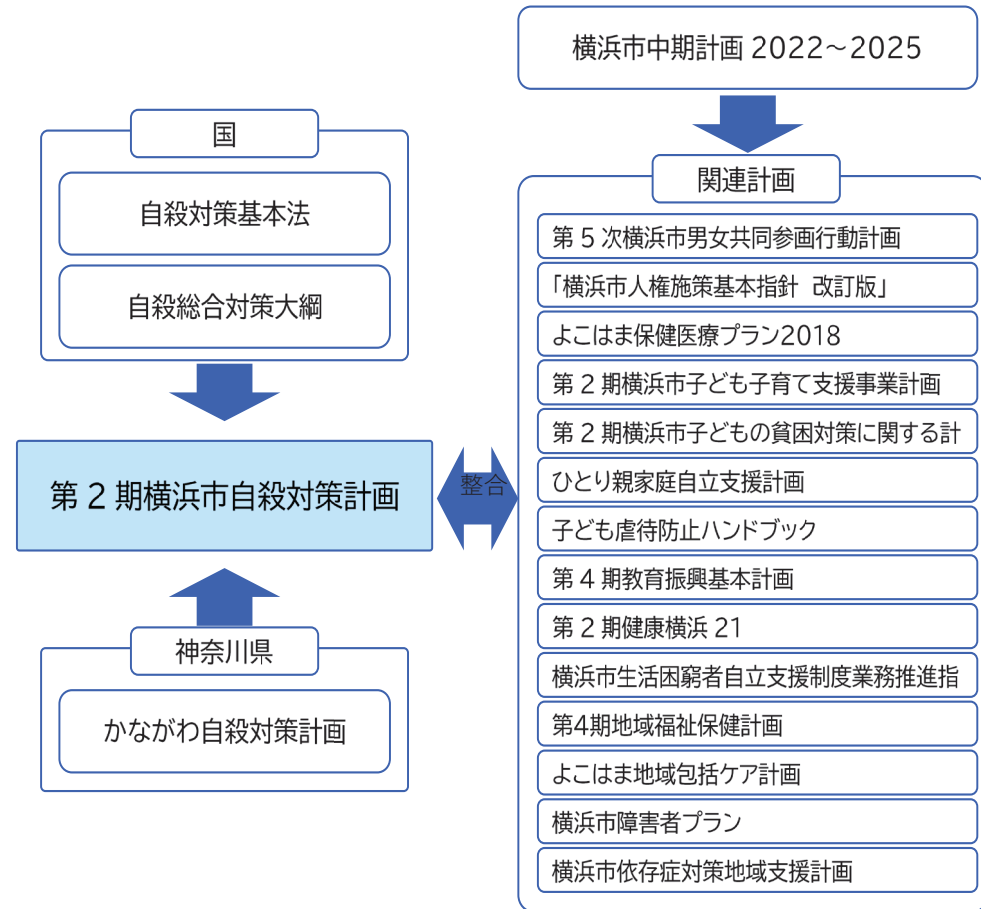 横浜市中期計画 2022～2025
国
自殺対策基本法
自殺総合対策大綱
第 2 期横浜市自殺対策計画
整合
神奈川県
かながわ自殺対策計画
関連計画
第 5 次横浜市男女共同参画行動計画
「横浜市人権施策基本指針 改訂版」
よこはま保健医療プラン2018
第 2 期横浜市子ども子育て支援事業計画
第 2 期横浜市子どもの貧困対策に関する計
ひとり親家庭自立支援計画
子ども虐待防止ハンドブック
第 4 期教育振興基本計画
第 2 期健康横浜 21
横浜市生活困窮者自立支援制度業務推進指
第4期地域福祉保健計画
よこはま地域包括ケア計画
横浜市障害者プラン
横浜市依存症対策地域支援計画